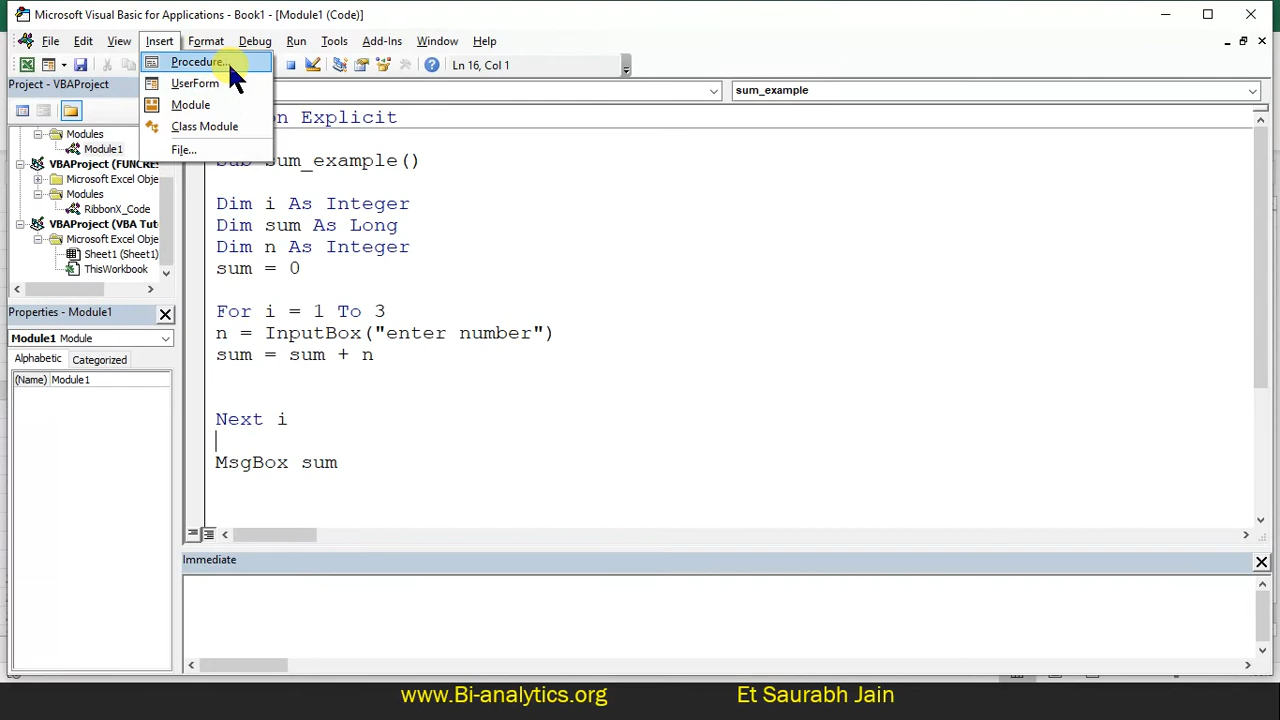 Microsoft Visual Basic for Applications - Book1 - [Module1 (Code)]
File Edit View Insert Format Debug Run Tools Add-Ins Window Help
Ln 16, Col 1
Procedure...
UserForm
Module
Class Module
File...
Project - VBAProject
sum_example
Modules
Module1
VBAProject (FUNCRES
Microsoft Excel Obje
Modules
RibbonX_Code
VBAProject (VBA Tuto
Microsoft Excel Obje
Sheet1 (Sheet1)
ThisWorkbook
Properties - Module1
Module1 Module
Alphabetic Categorized
(Name) Module1
n Explicit
Sub sum_example()
Dim i As Integer
Dim sum As Long
Dim n As Integer
sum = 0
For i = 1 To 3
n = InputBox("enter number")
sum = sum + n
Next i
MsgBox sum
Immediate
www.Bi-analytics.org Et Saurabh Jain